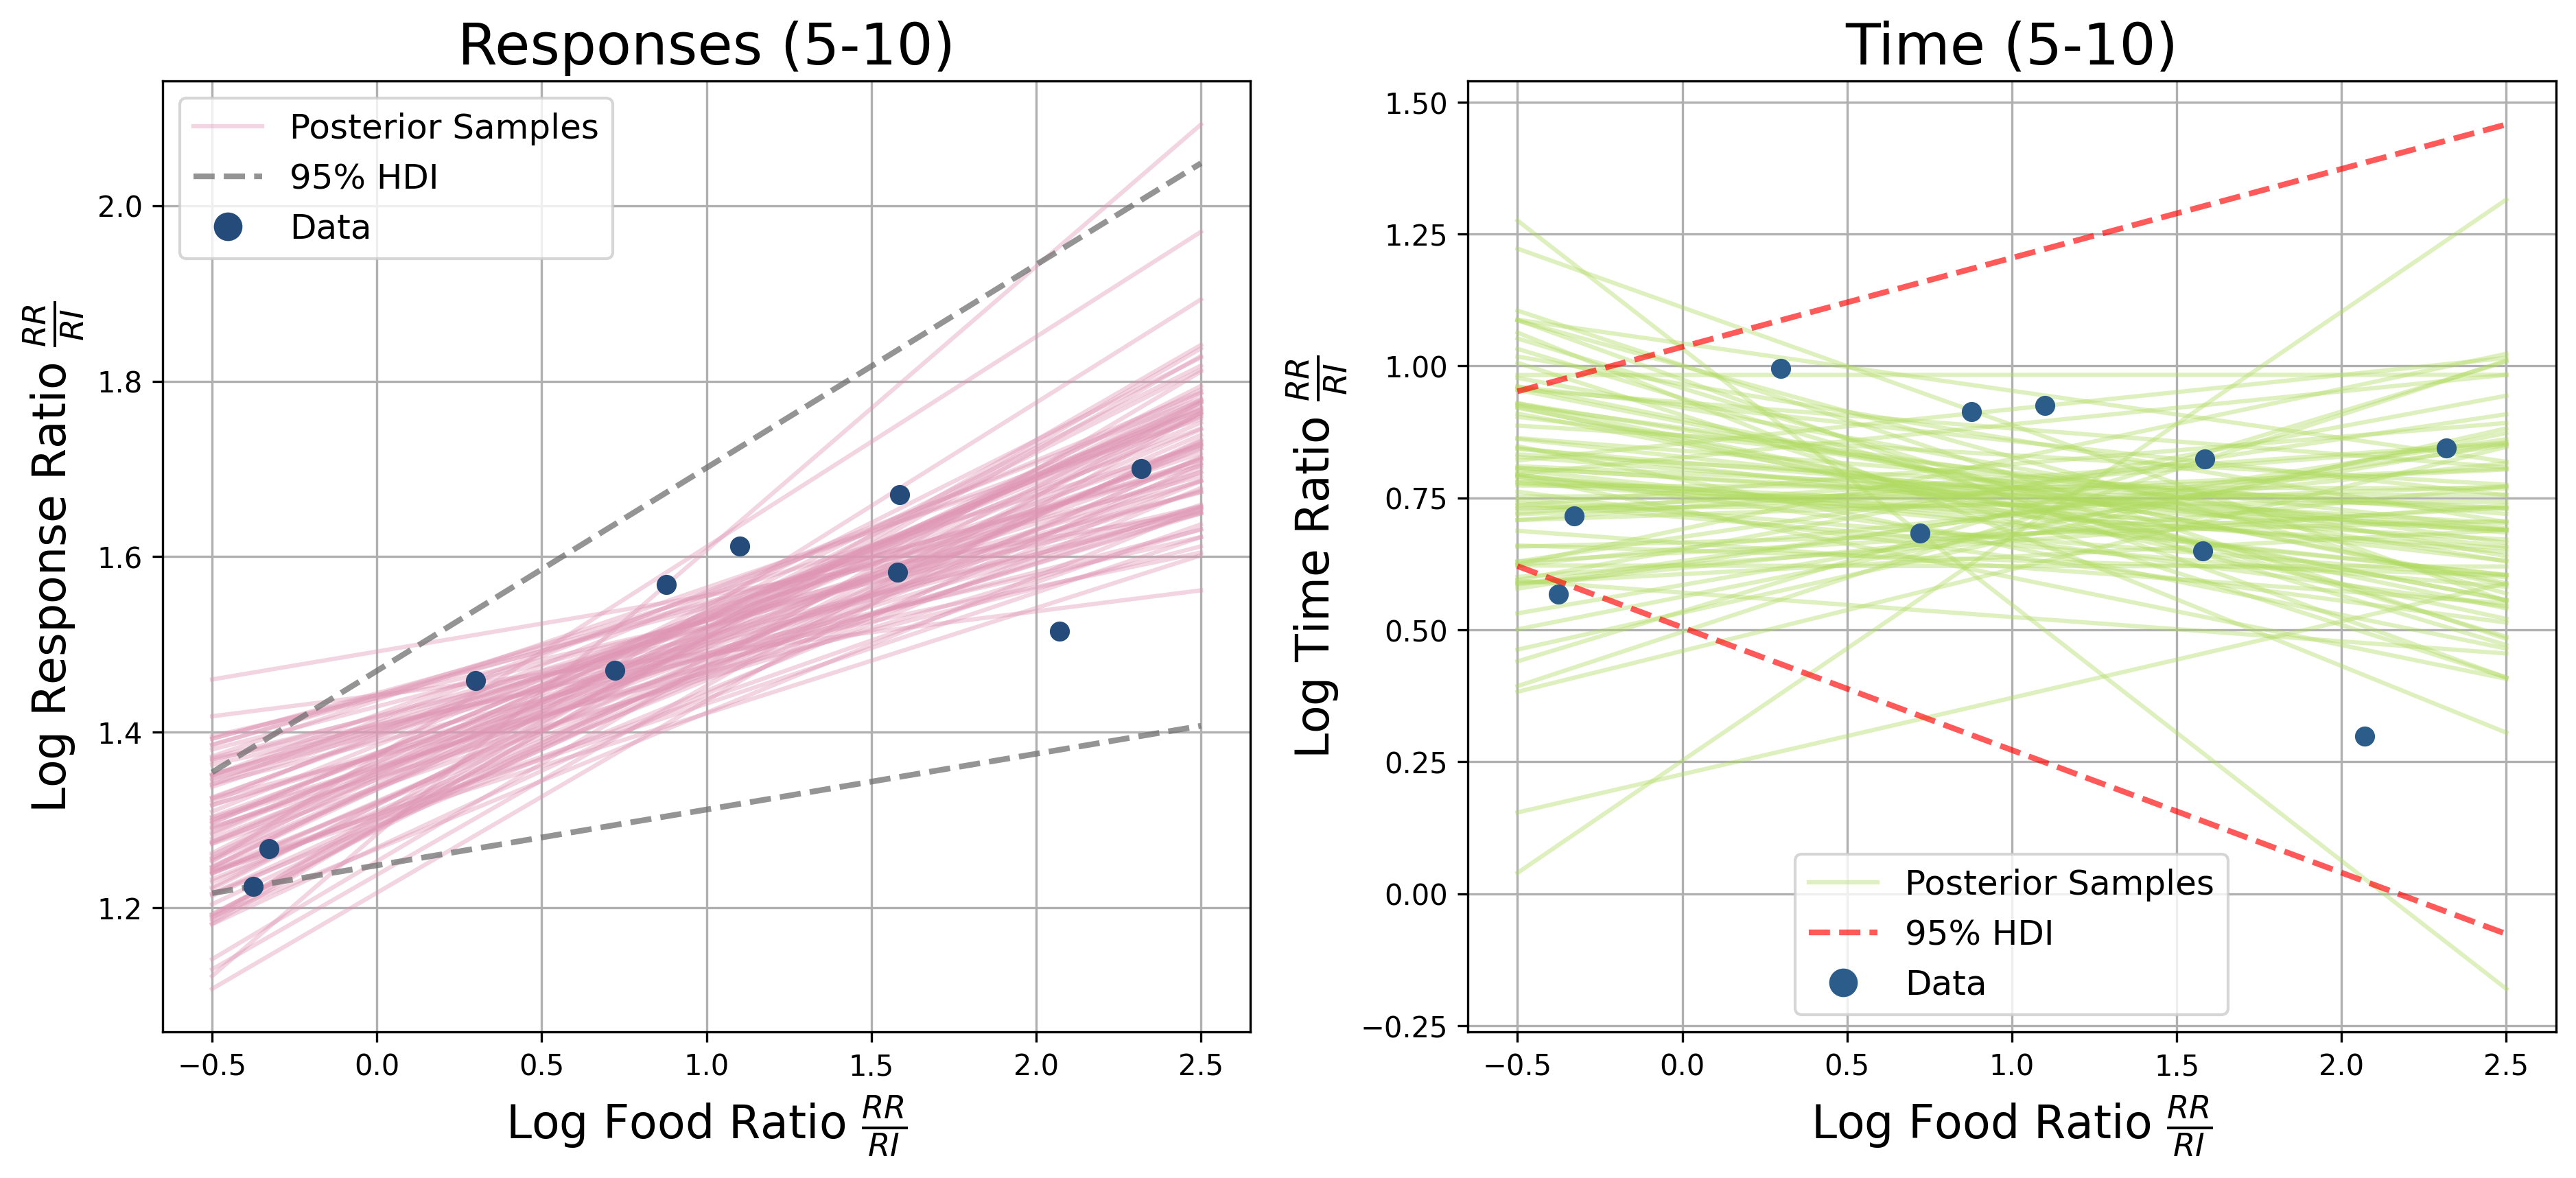 Responses (5-10)
Posterior Samples
95% HDI
Data
2.0
1.8
1.6
1.4
1.2
−0.5
0.0
0.5
1.0
1.5
2.0
2.5
Log Response Ratio RR/RI
Log Food Ratio RR/RI
Time (5-10)
1.50
1.25
1.00
0.75
0.50
0.25
0.00
−0.25
Posterior Samples
95% HDI
Data
−0.5
0.0
0.5
1.0
1.5
2.0
2.5
Log Time Ratio RR/RI
Log Food Ratio RR/RI